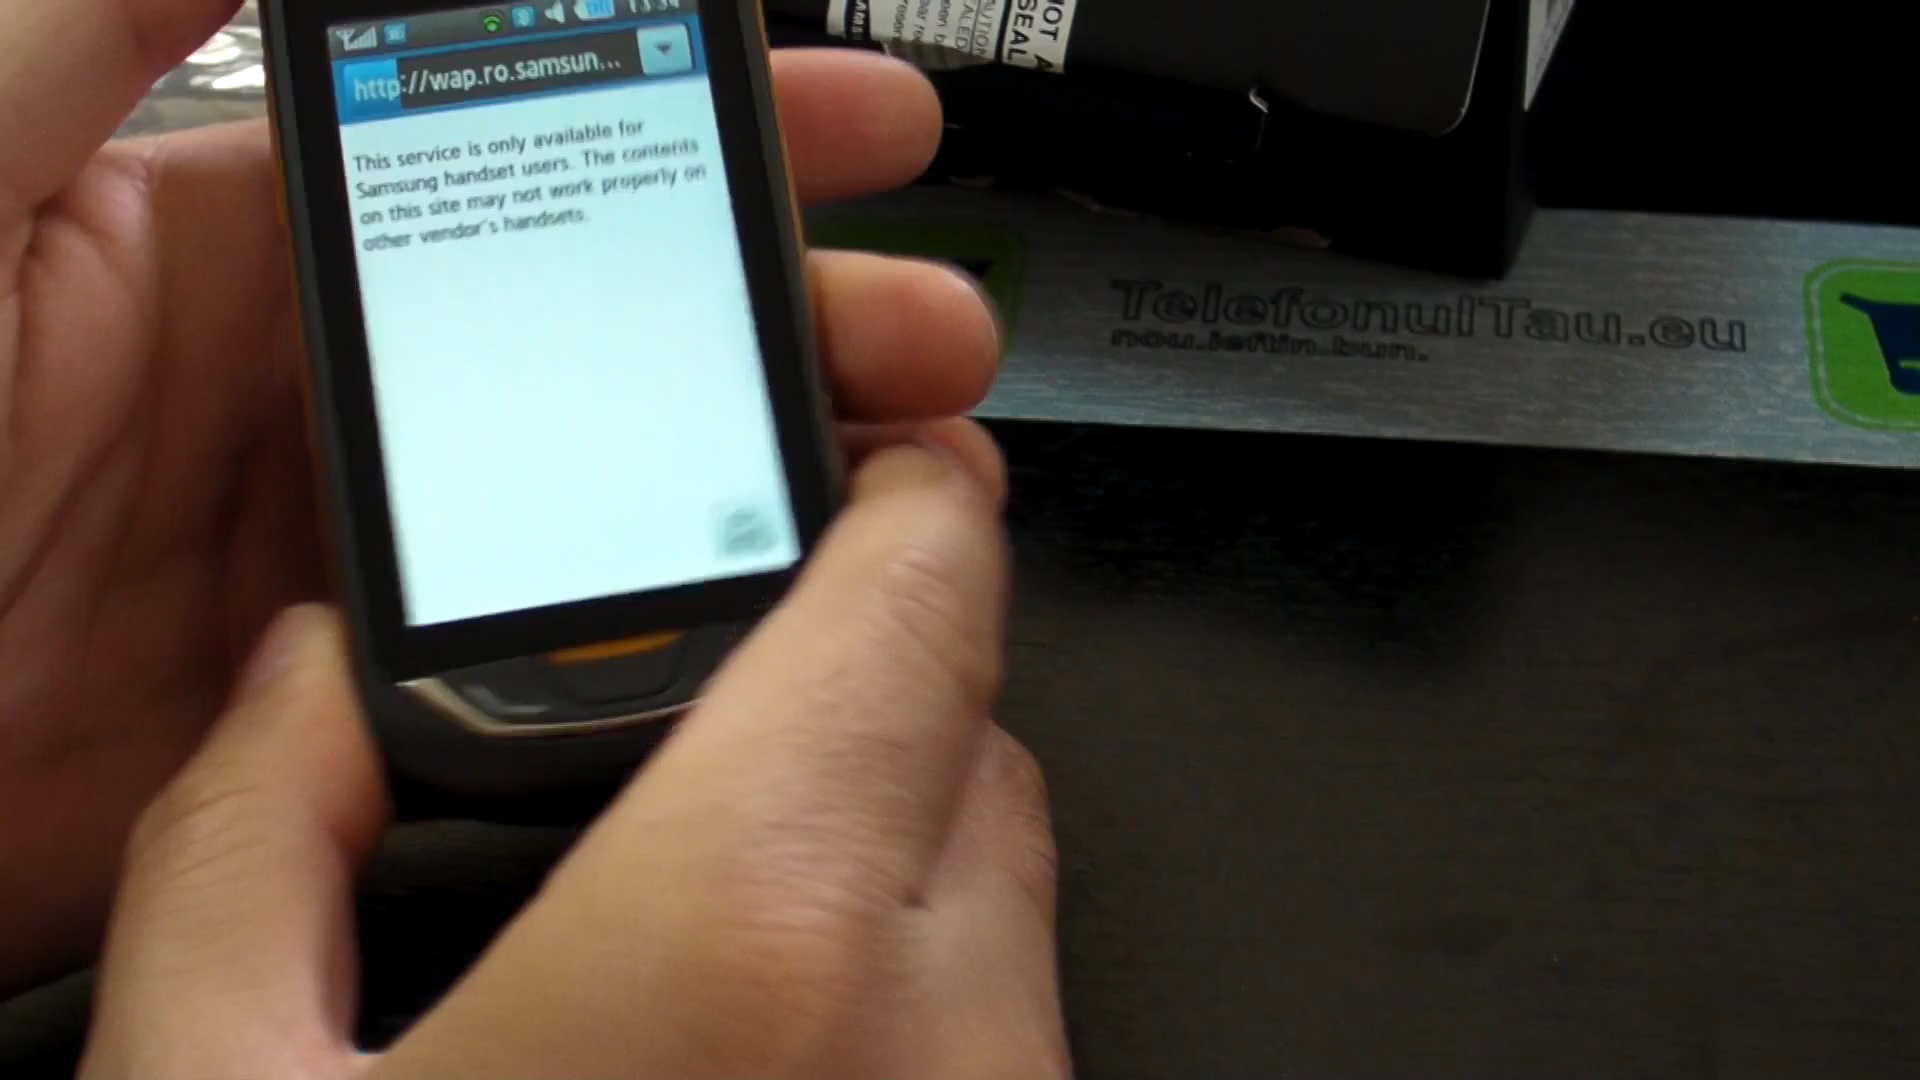 http://wap.ro.samsun...
This service is only available for
Samsung handset users. The contents
on this site may not work properly on
other vendor's handsets.
SEAL
TelefonulTau.eu
nou.ieftin.bun.